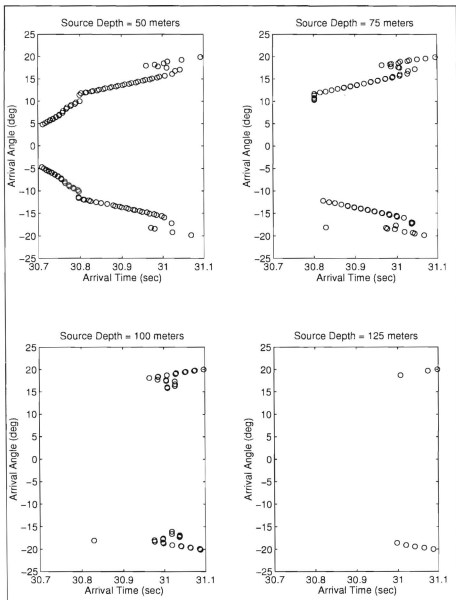 Source Depth = 50 meters
25
20
15
10
5
0
-5
-10
-15
-20
-25
Arrival Angle (deg)
30.7 30.8 30.9 31 31.1
Arrival Time (sec)
Source Depth = 75 meters
25
20
15
10
5
0
-5
-10
-15
-20
-25
Arrival Angle (deg)
30.7 30.8 30.9 31 31.1
Arrival Time (sec)
Source Depth = 100 meters
25
20
15
10
5
0
-5
-10
-15
-20
-25
Arrival Angle (deg)
30.7 30.8 30.9 31 31.1
Arrival Time (sec)
Source Depth = 125 meters
25
20
15
10
5
0
-5
-10
-15
-20
-25
Arrival Angle (deg)
30.7 30.8 30.9 31 31.1
Arrival Time (sec)